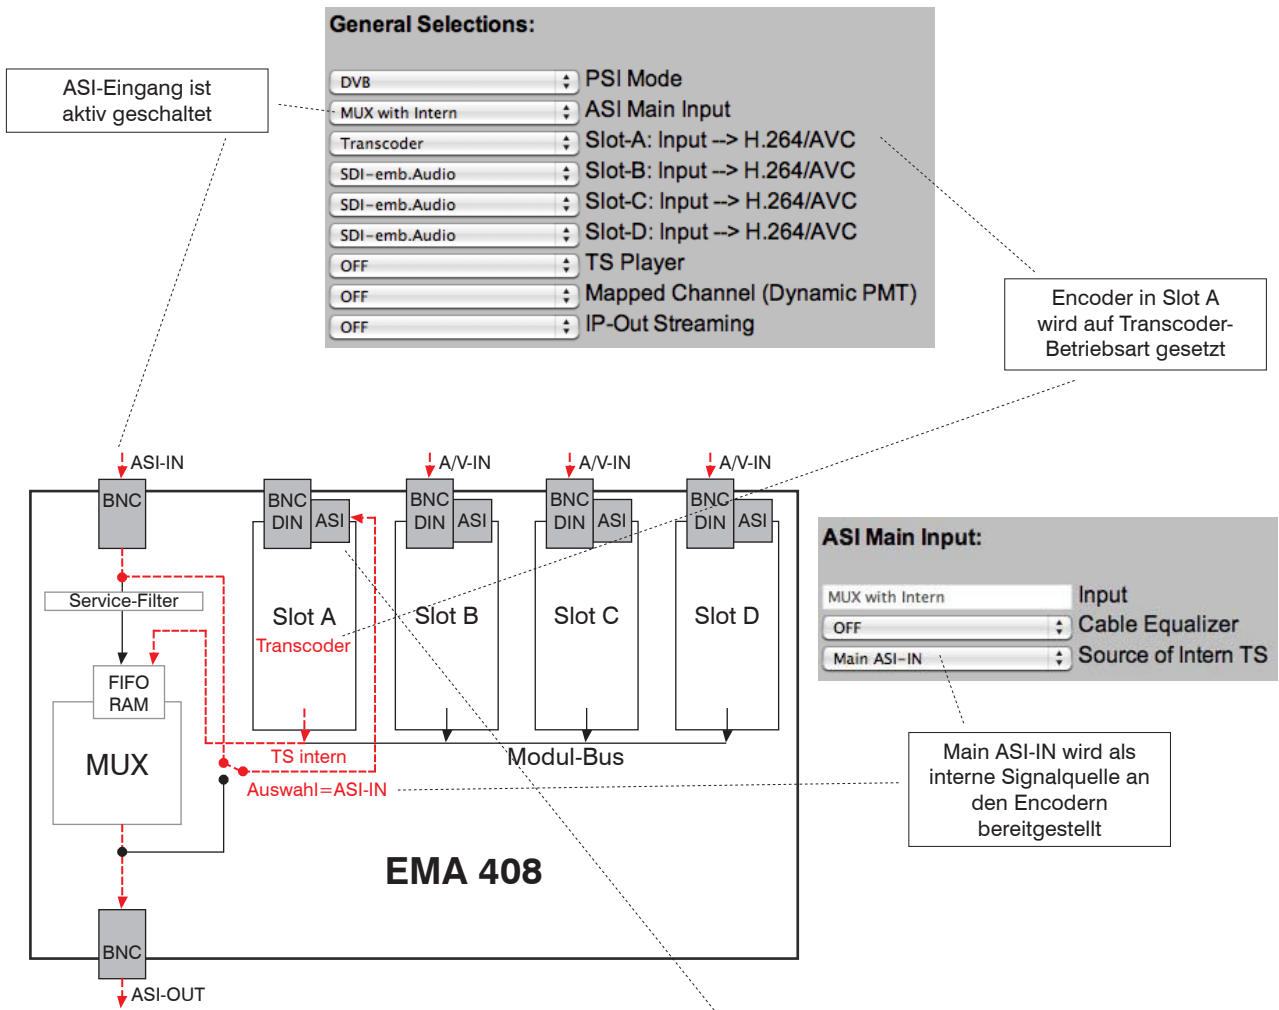 General Selections:
DVB PSI Mode
MUX with Intern ASI Main Input
Transcoder Slot-A: Input --> H.264/AVC
SDI-emb.Audio Slot-B: Input --> H.264/AVC
SDI-emb.Audio Slot-C: Input --> H.264/AVC
SDI-emb.Audio Slot-D: Input --> H.264/AVC
OFF TS Player
OFF Mapped Channel (Dynamic PMT)
OFF IP-Out Streaming
ASI-Eingang ist
aktiv geschaltet
Encoder in Slot A
wird auf Transcoder-
Betriebsart gesetzt
ASI-IN
A/V-IN
A/V-IN
A/V-IN
BNC
BNC
DIN
ASI
BNC
DIN
ASI
BNC
DIN
ASI
BNC
DIN
ASI
Service-Filter
Slot A
Transcoder
Slot B
Slot C
Slot D
FIFO
RAM
MUX
TS intern
Modul-Bus
Auswahl=ASI-IN
EMA 408
BNC
ASI-OUT
ASI Main Input:
MUX with Intern Input
OFF Cable Equalizer
Main ASI-IN Source of Intern TS
Main ASI-IN wird als
interne Signalquelle an
den Encodern
bereitgestellt